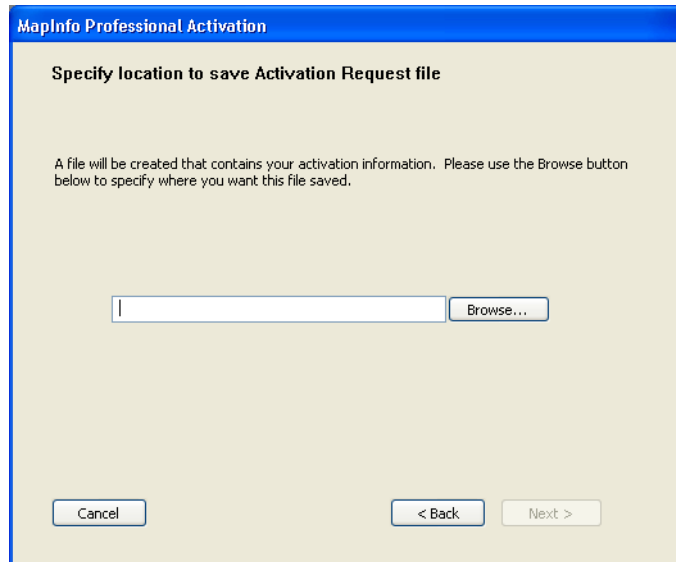 MapInfo Professional Activation
Specify location to save Activation Request file
A file will be created that contains your activation information.  Please use the Browse button
below to specify where you want this file saved.
Browse...
Cancel
< Back
Next >